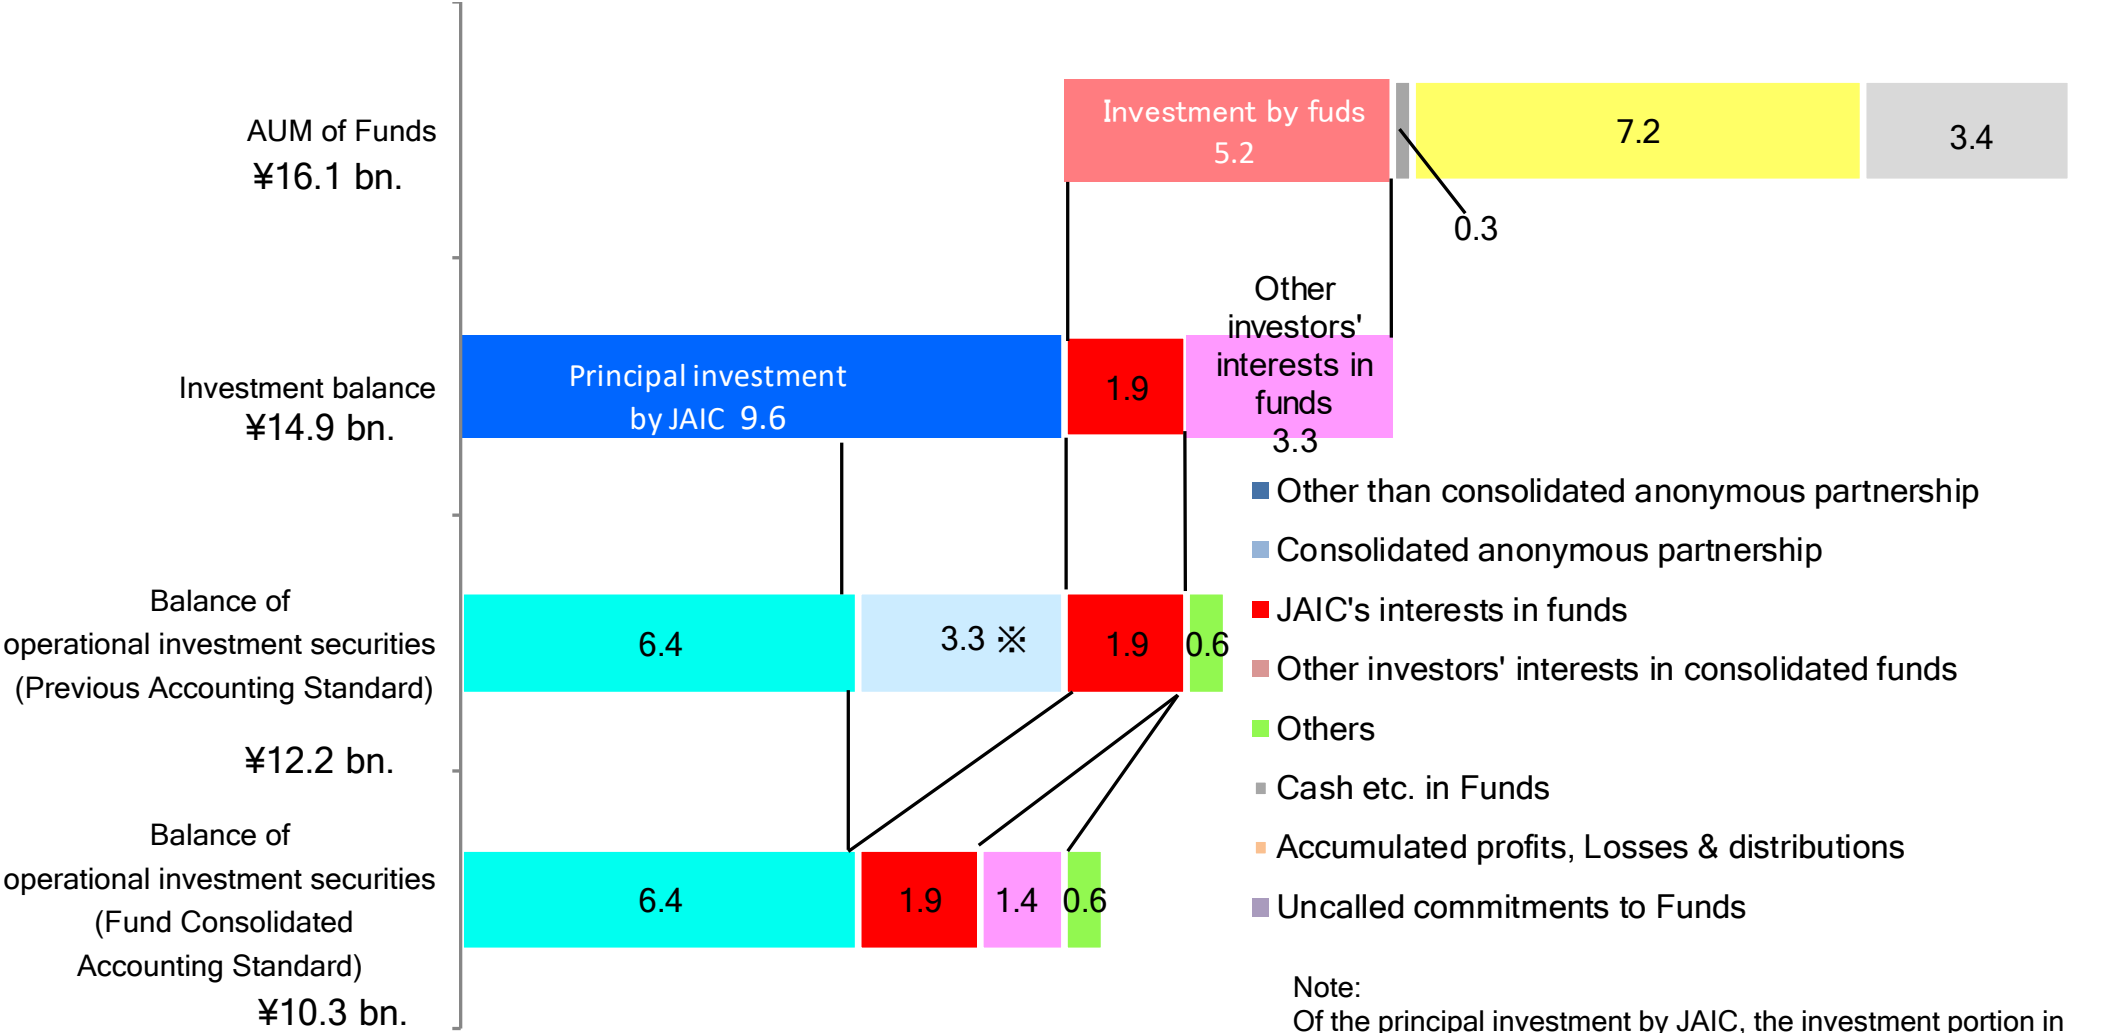 AUM of Funds
¥16.1 bn.
Investment by fuds
5.2
7.2
3.4
0.3
Investment balance
¥14.9 bn.
Principal investment
by JAIC 9.6
1.9
Other
investors'
interests in
funds
3.3
Balance of
operational investment securities
(Previous Accounting Standard)
¥12.2 bn.
6.4
3.3 ※
1.9
0.6
Balance of
operational investment securities
(Fund Consolidated
Accounting Standard)
¥10.3 bn.
6.4
1.9
1.4
0.6
Other than consolidated anonymous partnership
Consolidated anonymous partnership
JAIC's interests in funds
Other investors' interests in consolidated funds
Others
Cash etc. in Funds
Accumulated profits, Losses & distributions
Uncalled commitments to Funds
Note:
Of the principal investment by JAIC, the investment portion in